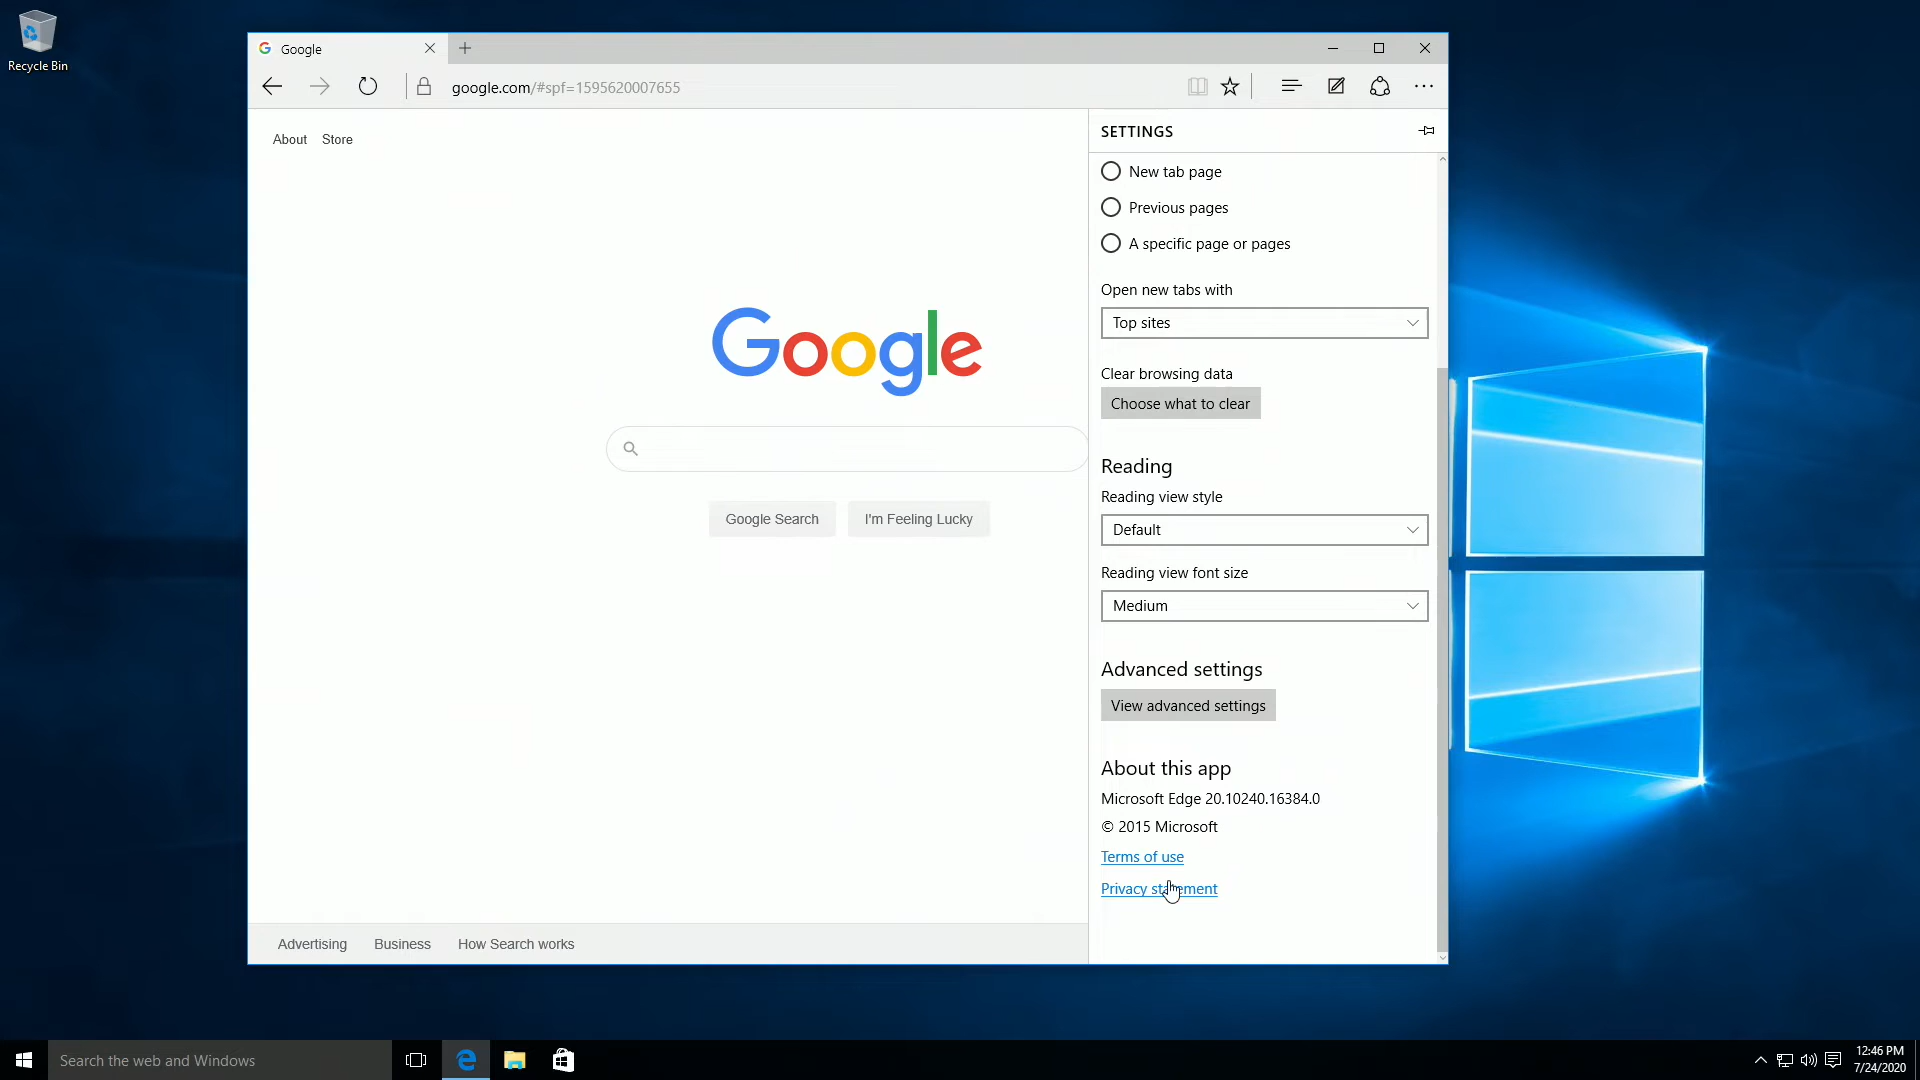 Recycle Bin
Google
google.com/#spf=1595620007655
About Store
SETTINGS
New tab page
Previous pages
A specific page or pages
Open new tabs with
Top sites
Clear browsing data
Choose what to clear
Google
Google Search I'm Feeling Lucky
Reading
Reading view style
Default
Reading view font size
Medium
Advanced settings
View advanced settings
About this app
Microsoft Edge 20.10240.16384.0
© 2015 Microsoft
Terms of use
Privacy statement
Advertising Business How Search works
Search the web and Windows
12:46 PM
7/24/2020